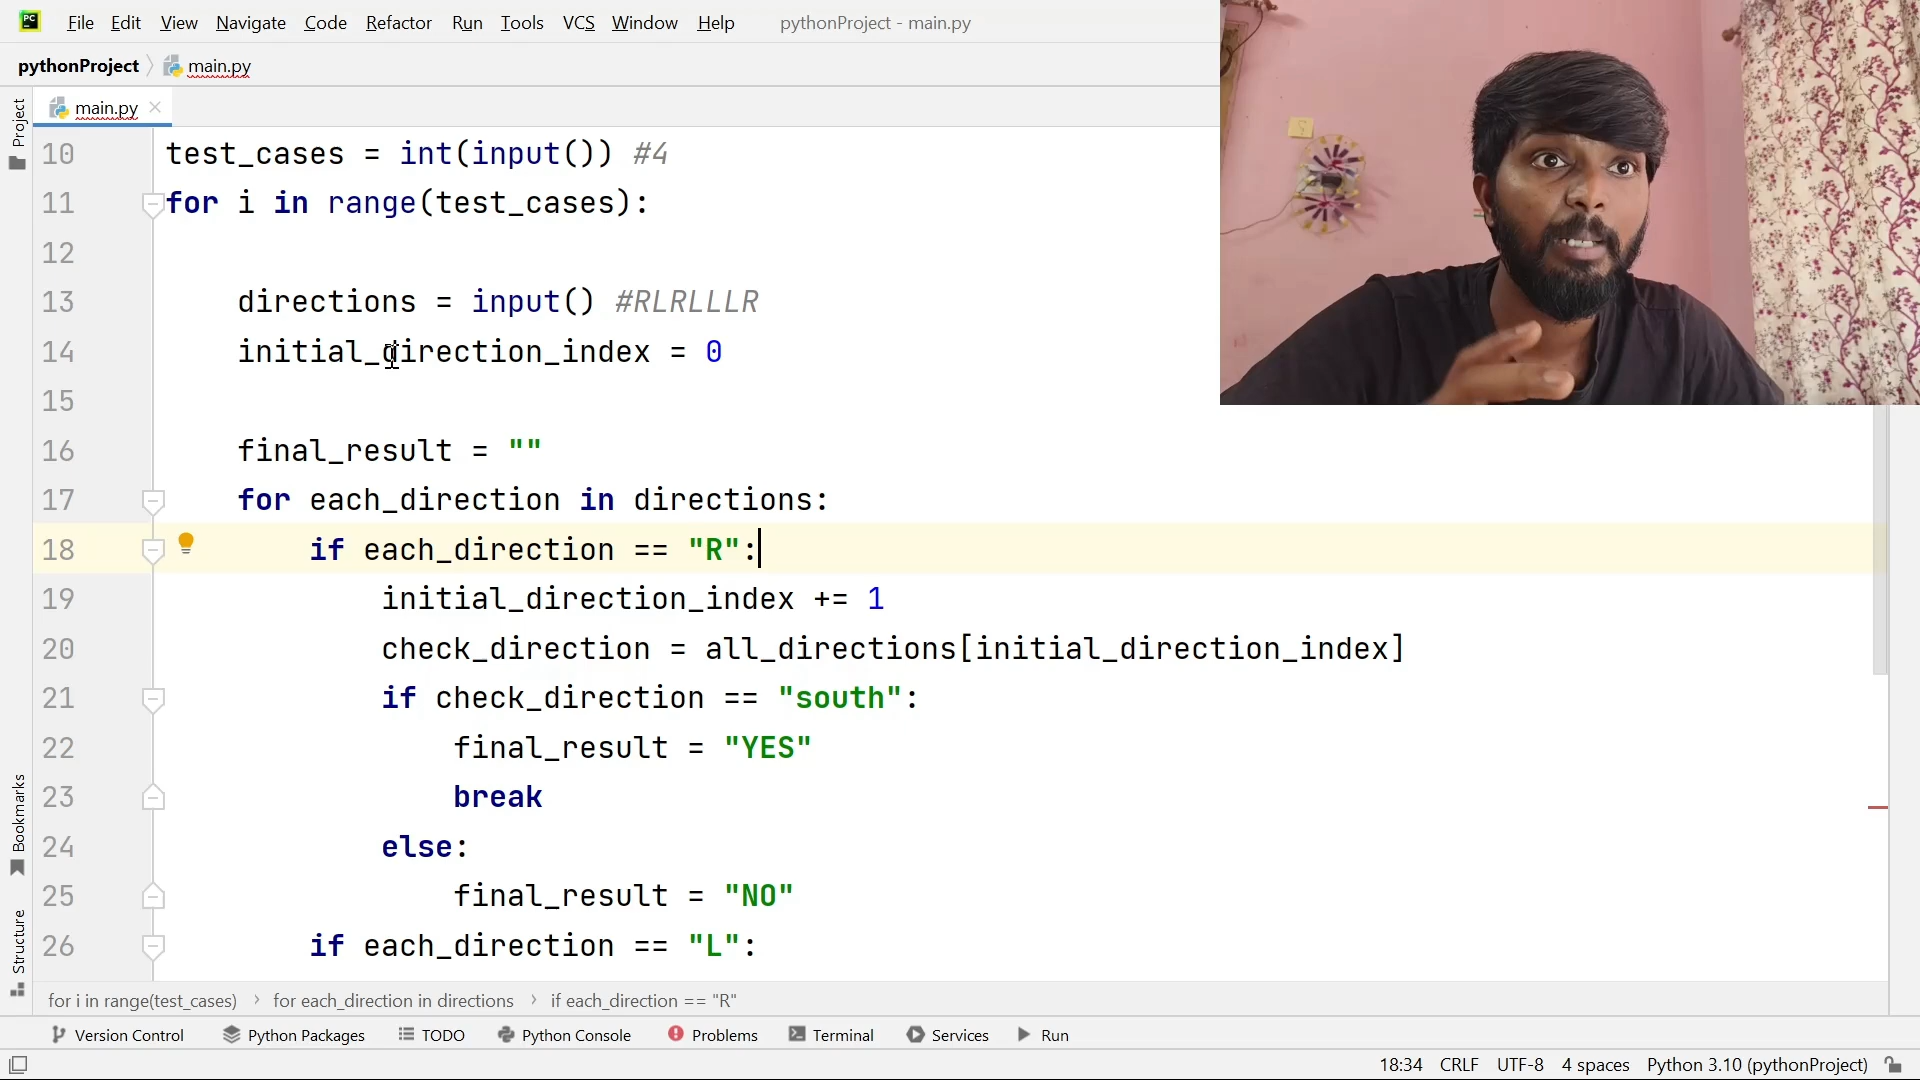 PC File Edit View Navigate Code Refactor Run Tools VCS Window Help pythonProject - main.py
pythonProject main.py
Project
main.py
10 test_cases = int(input()) #4
11 for i in range(test_cases):
12
13 directions = input() #RLRLLLR
14 initial_direction_index = 0
15
16 final_result = ""
17 for each_direction in directions:
18 if each_direction == "R":
19 initial_direction_index += 1
20 check_direction = all_directions[initial_direction_index]
21 if check_direction == "south":
22 final_result = "YES"
23 break
24 else:
25 final_result = "NO"
26 if each_direction == "L":
Bookmarks
Structure
for i in range(test_cases) › for each_direction in directions › if each_direction == "R"
Version Control Python Packages TODO Python Console Problems Terminal Services Run
18:34 CRLF UTF-8 4 spaces Python 3.10 (pythonProject)